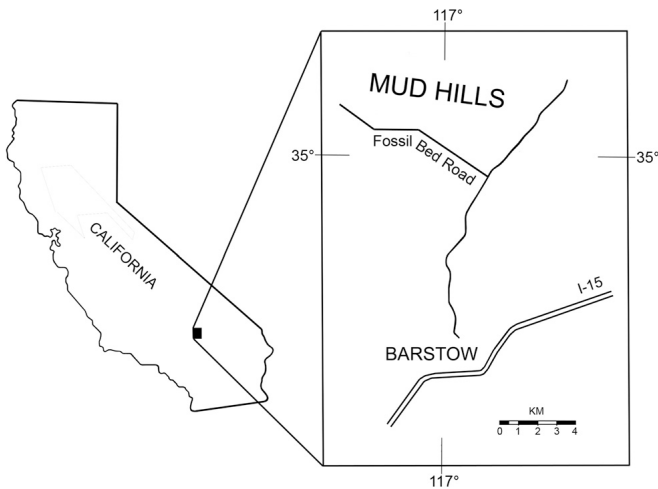 117°
MUD HILLS
35°
Fossil Bed Road
35°
CALIFORNIA
I-15
BARSTOW
KM
0 1 2 3 4
117°